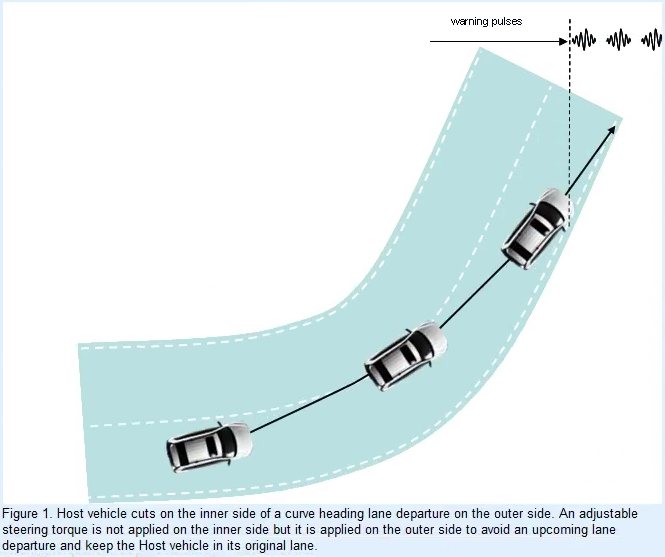 warning pulses
Figure 1. Host vehicle cuts on the inner side of a curve heading lane departure on the outer side. An adjustable
steering torque is not applied on the inner side but it is applied on the outer side to avoid an upcoming lane
departure and keep the Host vehicle in its original lane.